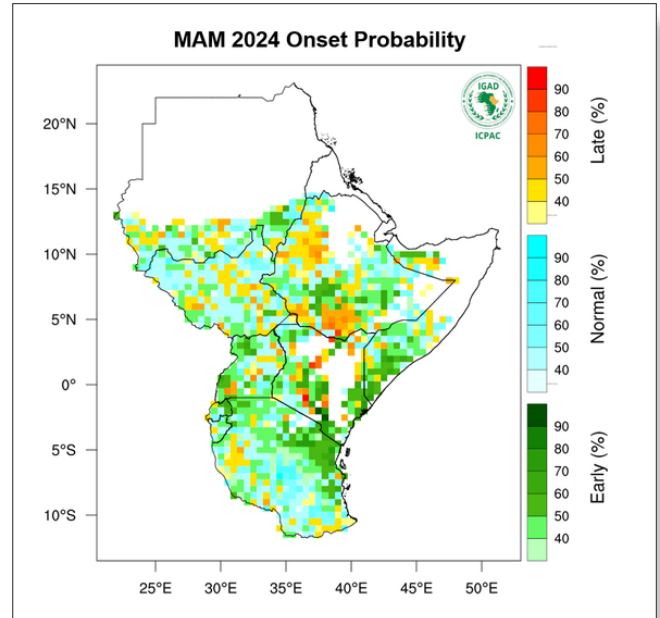 MAM 2024 Onset Probability
IGAD
ICPAC
20°N
15°N
10°N
5°N
0°
5°S
10°S
25°E
30°E
35°E
40°E
45°E
50°E
90
80
70
60
50
40
Late (%)
90
80
70
60
50
40
Normal (%)
90
80
70
60
50
40
Early (%)